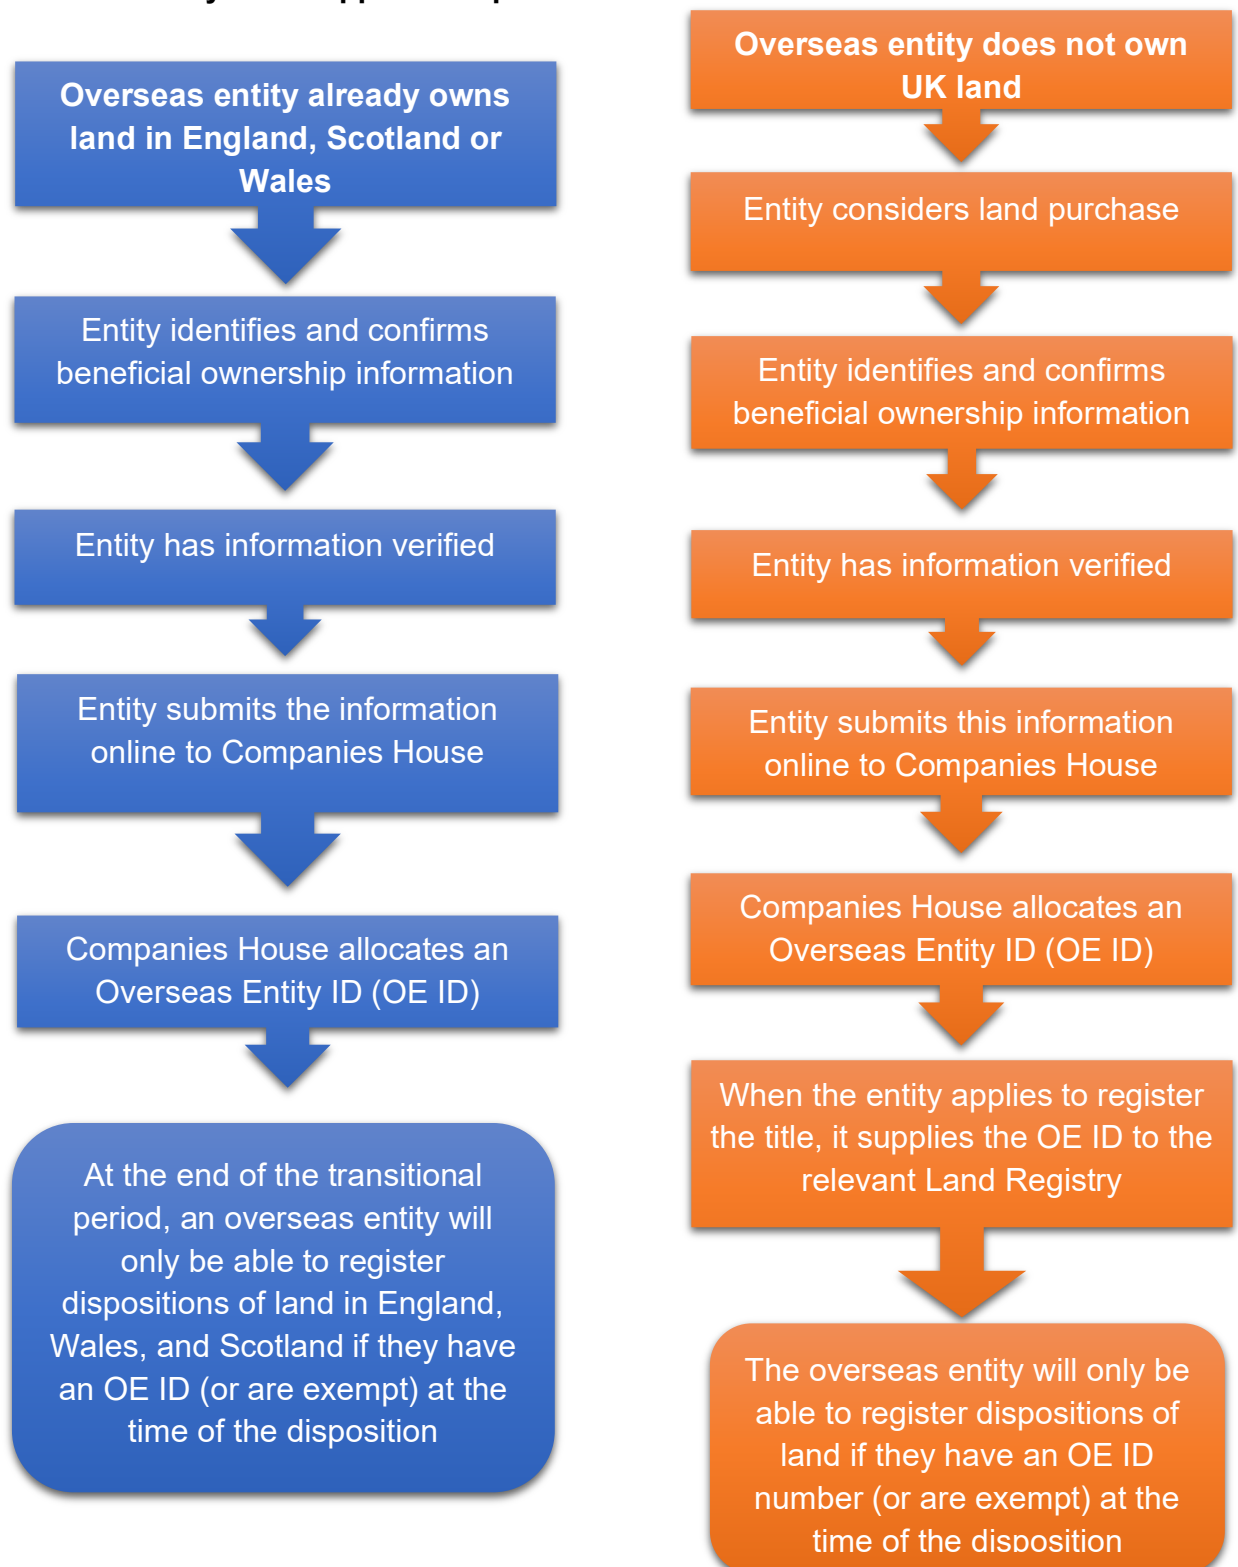 Overseas entity already owns
land in England, Scotland or
Wales
Entity identifies and confirms
beneficial ownership information
Entity has information verified
Entity submits the information
online to Companies House
Companies House allocates an
Overseas Entity ID (OE ID)
At the end of the transitional
period, an overseas entity will
only be able to register
dispositions of land in England,
Wales, and Scotland if they have
an OE ID (or are exempt) at the
time of the disposition
Overseas entity does not own
UK land
Entity considers land purchase
Entity identifies and confirms
beneficial ownership information
Entity has information verified
Entity submits this information
online to Companies House
Companies House allocates an
Overseas Entity ID (OE ID)
When the entity applies to register
the title, it supplies the OE ID to the
relevant Land Registry
The overseas entity will only be
able to register dispositions of
land if they have an OE ID
number (or are exempt) at the
time of the disposition